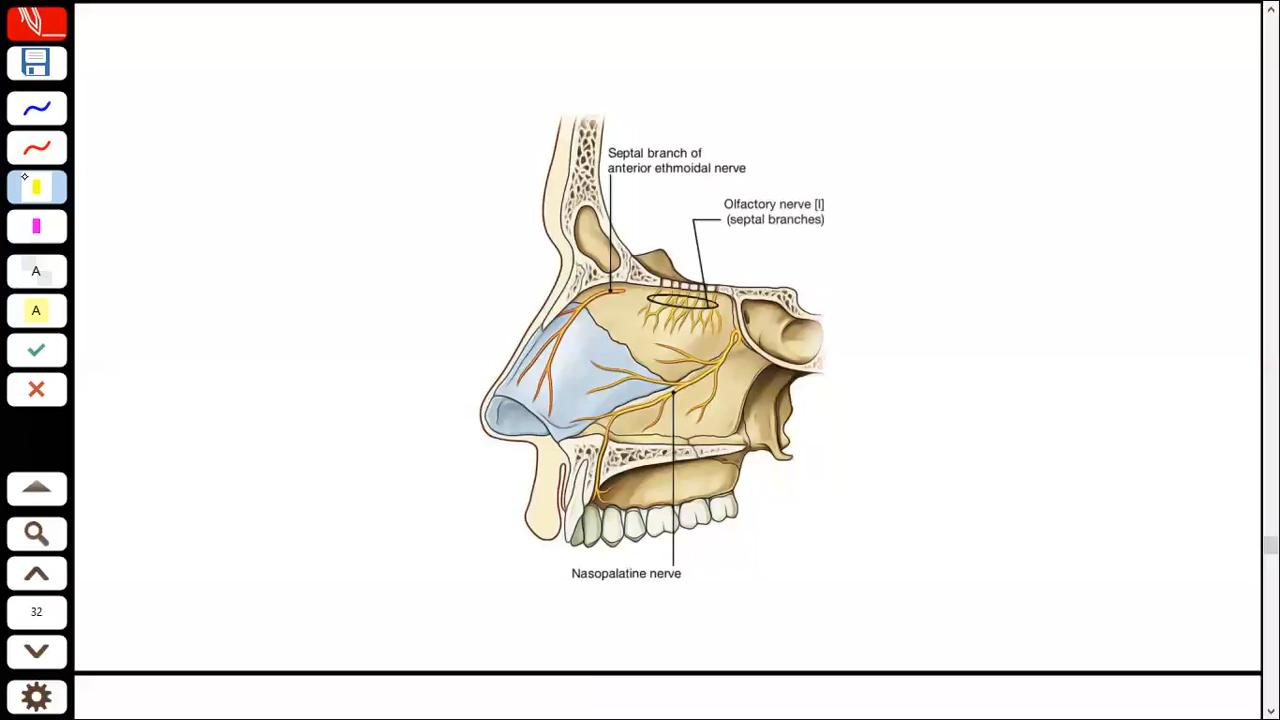 Septal branch of
anterior ethmoidal nerve
Olfactory nerve [I]
(septal branches)
Nasopalatine nerve
A
A
32